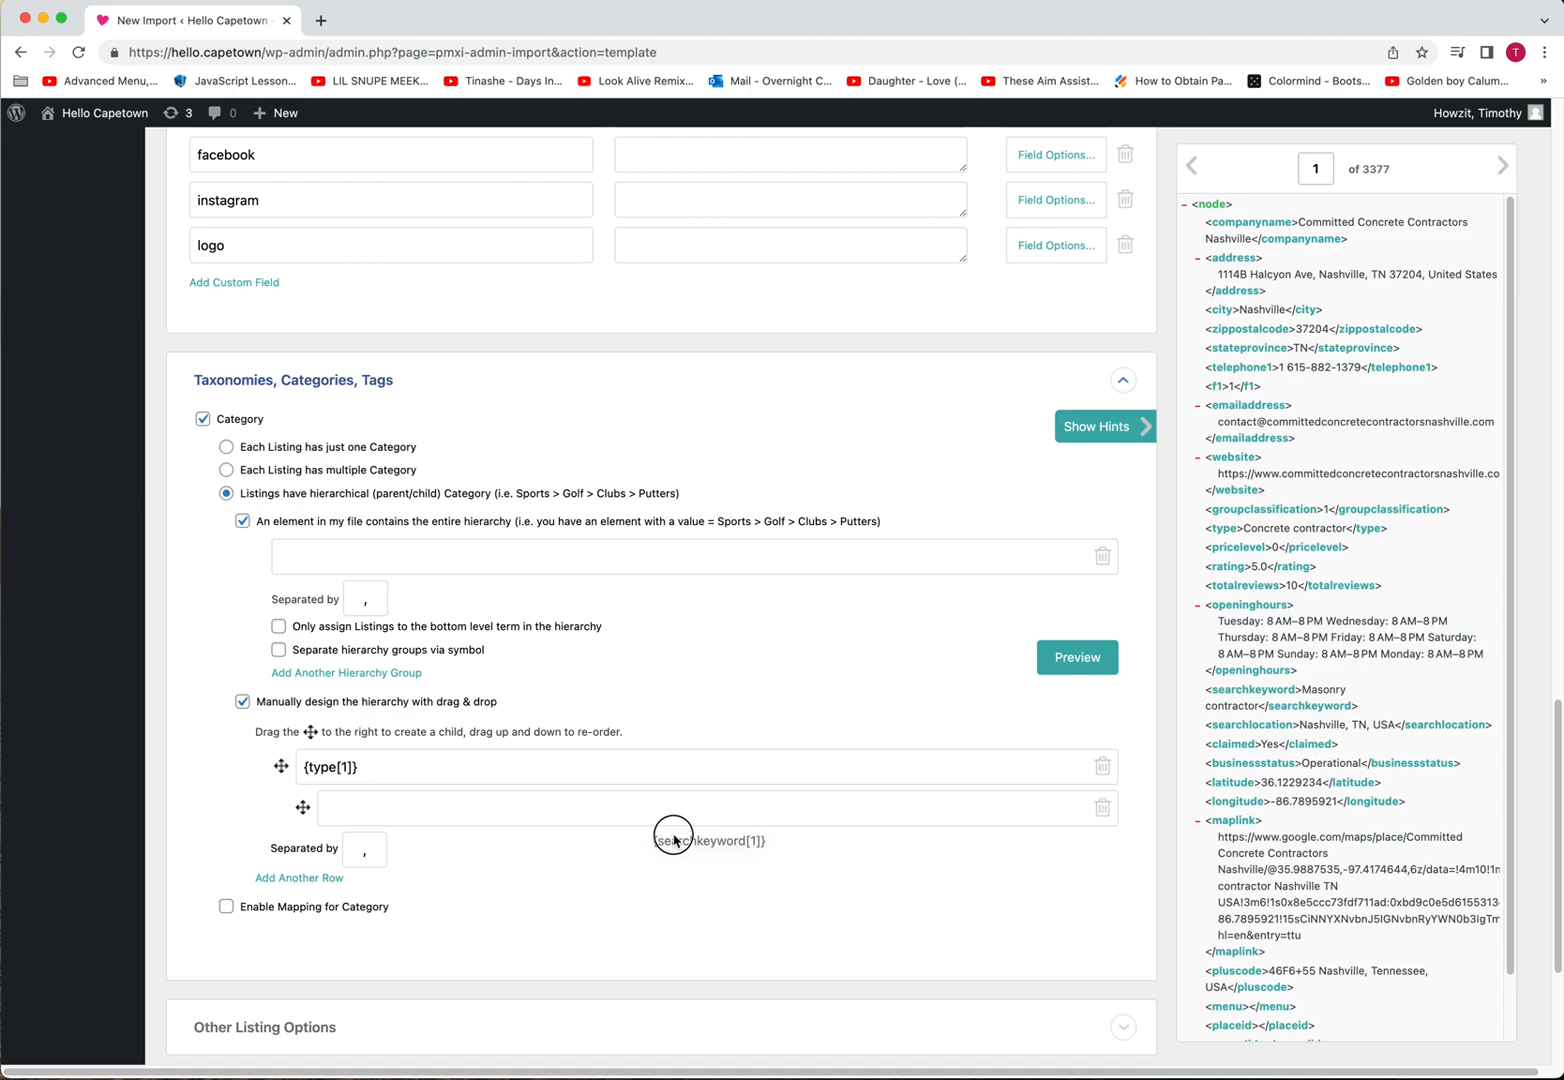 New Import ‹ Hello Capetown
https://hello.capetown/wp-admin/admin.php?page=pmxi-admin-import&action=template
T
Advanced Menu,...
JavaScript Lesson...
LIL SNUPE MEEK...
Tinashe - Days In...
Look Alive Remix...
Mail - Overnight C...
Daughter - Love (...
These Aim Assist...
How to Obtain Pa...
Colormind - Boots...
Golden boy Calum...
»
Hello Capetown
3
0
New
Howzit, Timothy
facebook
Field Options...
instagram
Field Options...
logo
Field Options...
Add Custom Field
Taxonomies, Categories, Tags
Category
Show Hints
Each Listing has just one Category
Each Listing has multiple Category
Listings have hierarchical (parent/child) Category (i.e. Sports > Golf > Clubs > Putters)
An element in my file contains the entire hierarchy (i.e. you have an element with a value = Sports > Golf > Clubs > Putters)
Separated by ,
Only assign Listings to the bottom level term in the hierarchy
Separate hierarchy groups via symbol
Preview
Add Another Hierarchy Group
Manually design the hierarchy with drag & drop
Drag the to the right to create a child, drag up and down to re-order.
{type[1]}
{searchkeyword[1]}
Separated by ,
Add Another Row
Enable Mapping for Category
Other Listing Options
1 of 3377
- <node>
<companyname>Committed Concrete Contractors
Nashville</companyname>
- <address>
1114B Halcyon Ave, Nashville, TN 37204, United States
</address>
<city>Nashville</city>
<zippostalcode>37204</zippostalcode>
<stateprovince>TN</stateprovince>
<telephone1>1 615-882-1379</telephone1>
<f1>1</f1>
- <emailaddress>
contact@committedconcretecontractorsnashville.com
</emailaddress>
- <website>
https://www.committedconcretecontractorsnashville.co
</website>
<groupclassification>1</groupclassification>
<type>Concrete contractor</type>
<pricelevel>0</pricelevel>
<rating>5.0</rating>
<totalreviews>10</totalreviews>
- <openinghours>
Tuesday: 8 AM–8 PM Wednesday: 8 AM–8 PM
Thursday: 8 AM–8 PM Friday: 8 AM–8 PM Saturday:
8 AM–8 PM Sunday: 8 AM–8 PM Monday: 8 AM–8 PM
</openinghours>
<searchkeyword>Masonry
contractor</searchkeyword>
<searchlocation>Nashville, TN, USA</searchlocation>
<claimed>Yes</claimed>
<businessstatus>Operational</businessstatus>
<latitude>36.1229234</latitude>
<longitude>-86.7895921</longitude>
- <maplink>
https://www.google.com/maps/place/Committed
Concrete Contractors
Nashville/@35.9887535,-97.4174644,6z/data=!4m10!1m
contractor Nashville TN
USA!3m6!1s0x8e5ccc73fdf711ad:0xbd9c0e5d6155313
86.7895921!15sCiNNYXNvbnJ5IGNvbnRyYWN0b3IgTm
hl=en&entry=ttu
</maplink>
<pluscode>46F6+55 Nashville, Tennessee,
USA</pluscode>
<menu></menu>
<placeid></placeid>